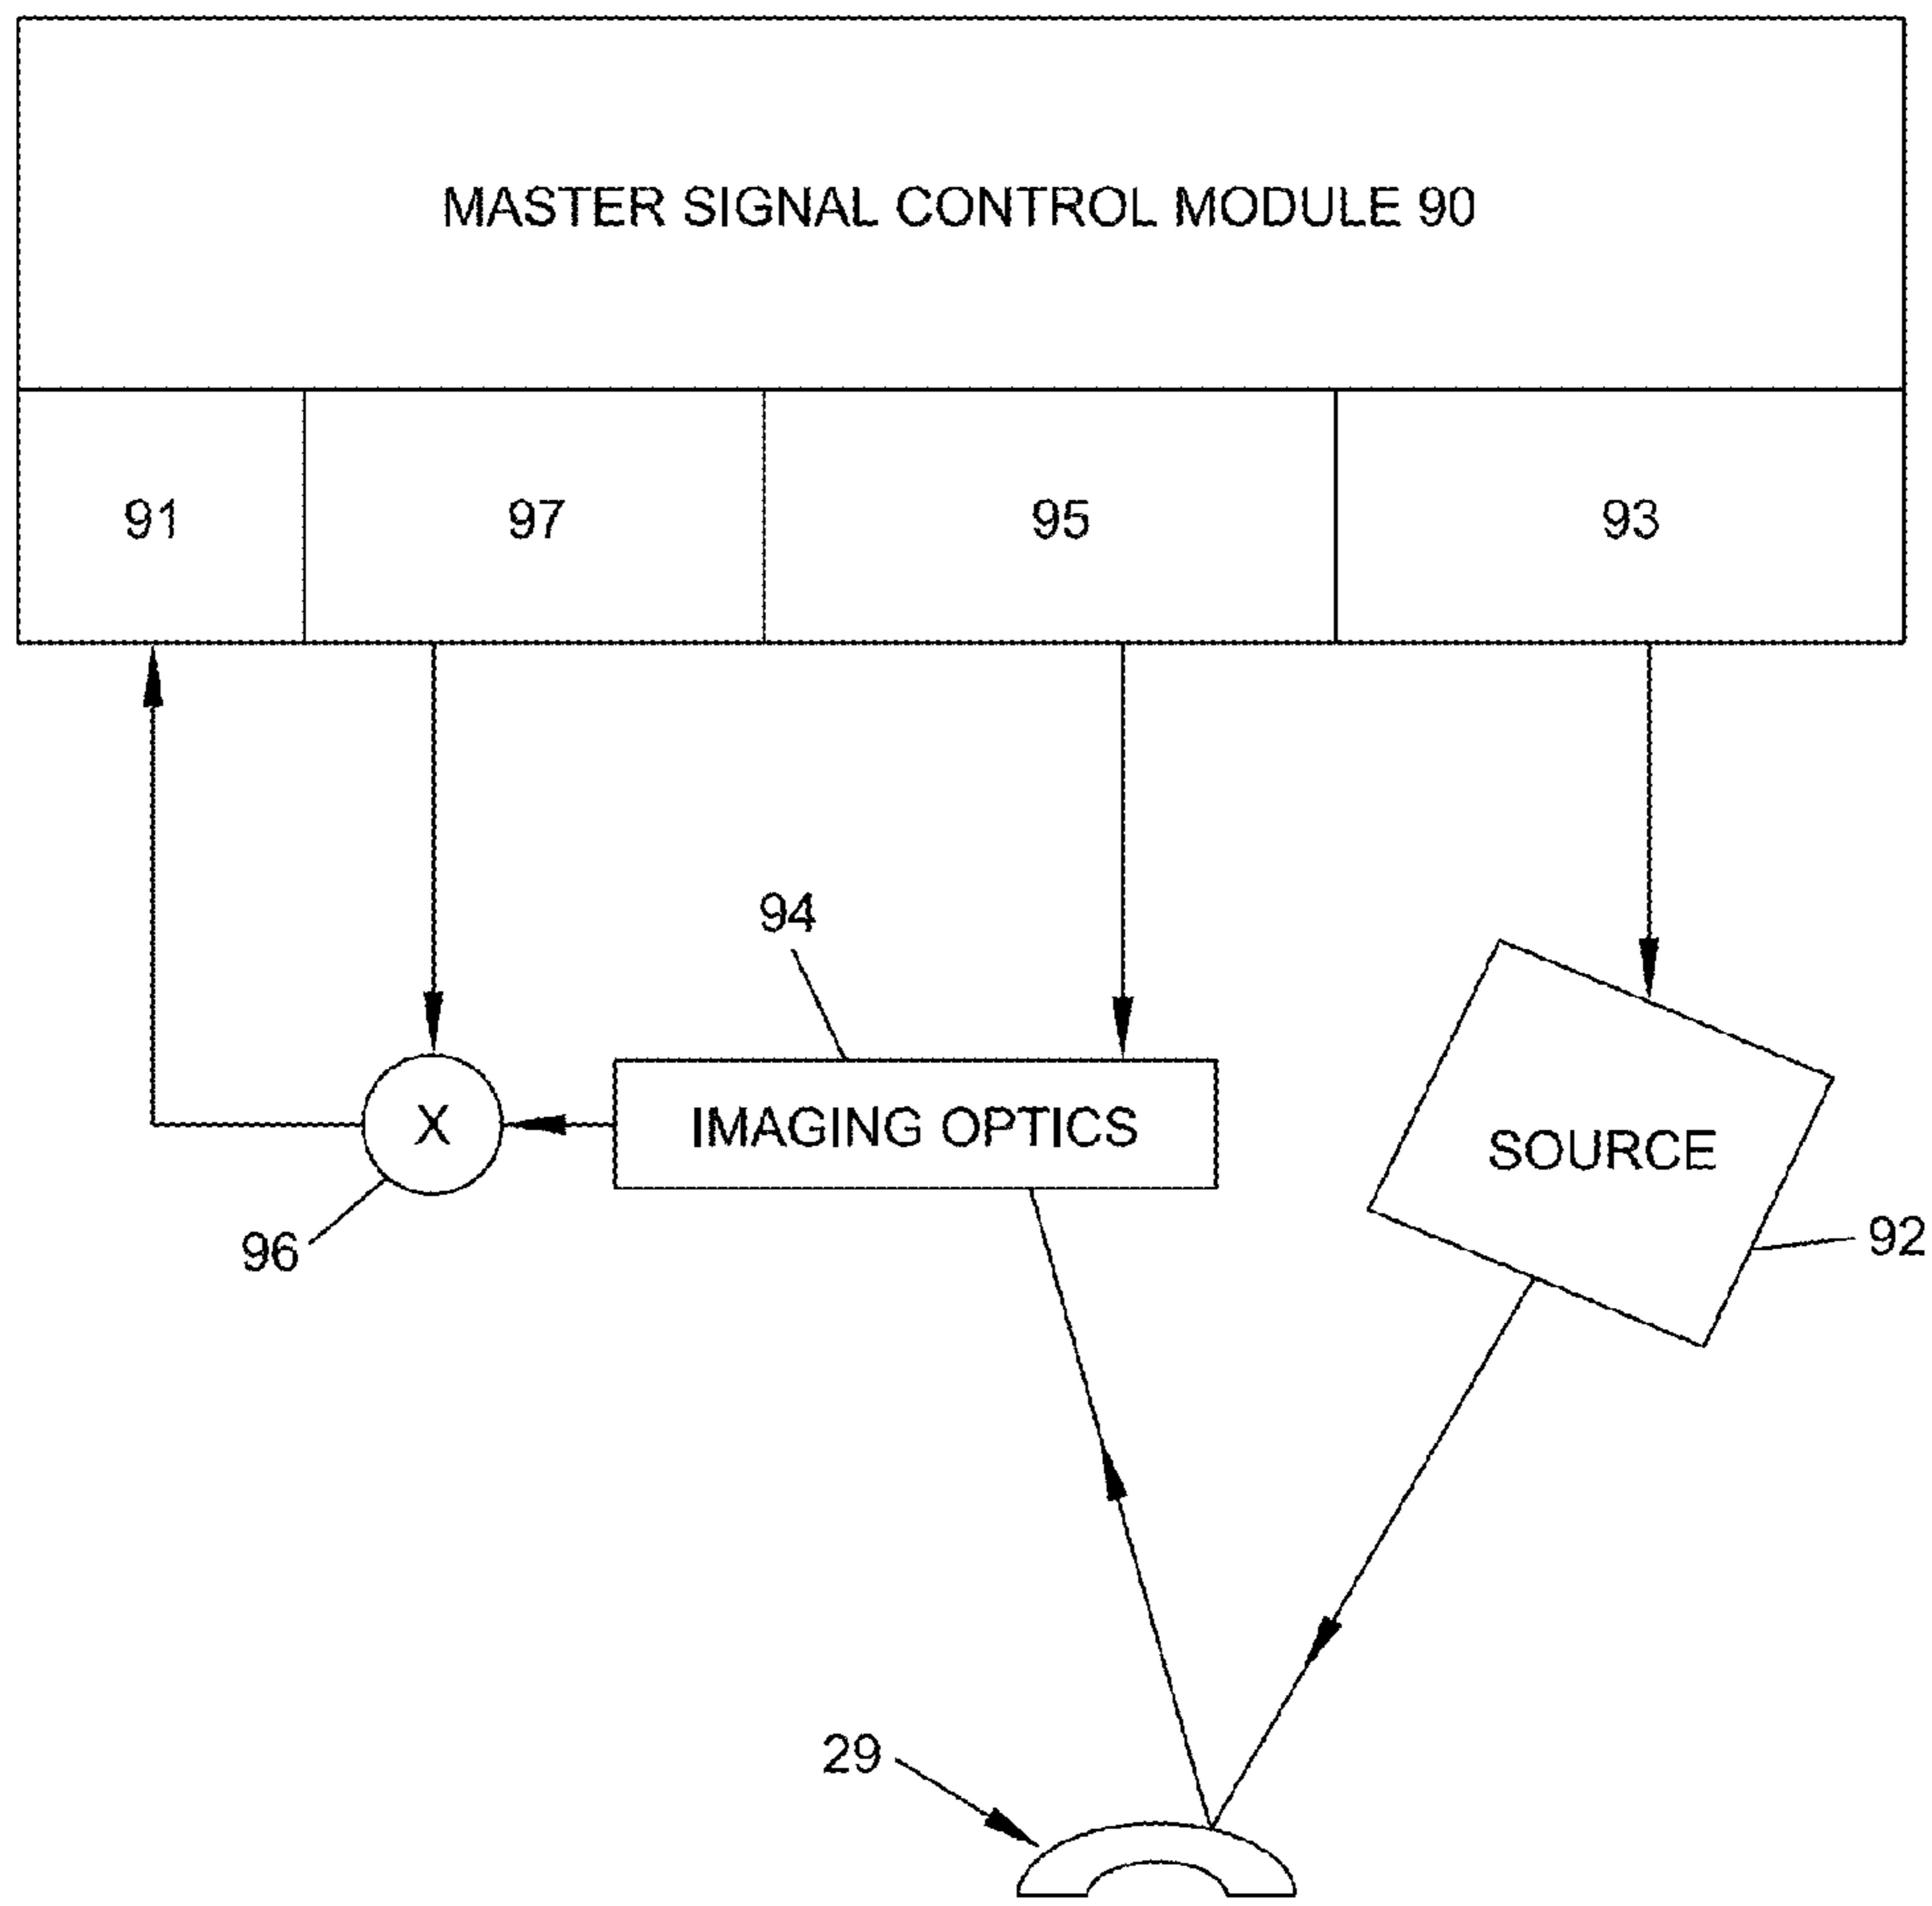 MASTER SIGNAL CONTROL MODULE 90
91 97 95 93
94
X IMAGING OPTICS SOURCE
96 92
29